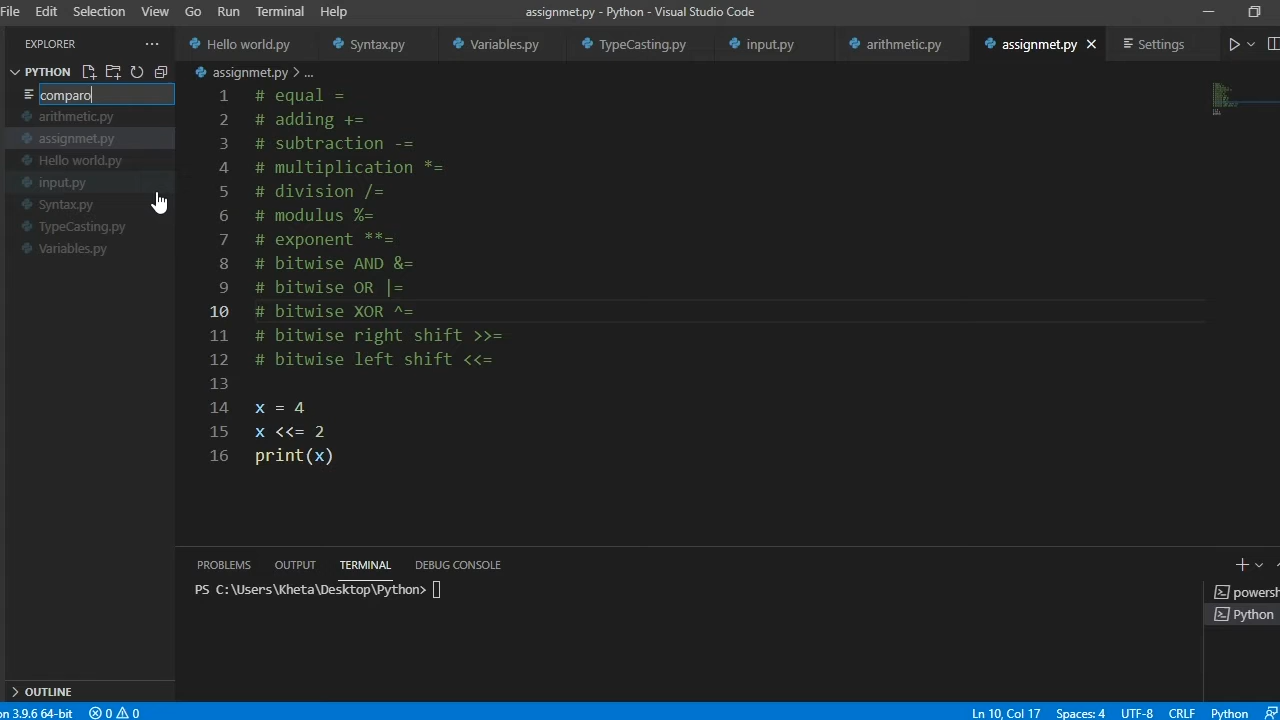 File Edit Selection View Go Run Terminal Help assignmet.py - Python - Visual Studio Code
EXPLORER ... Hello world.py Syntax.py Variables.py TypeCasting.py input.py arithmetic.py assignmet.py Settings
PYTHON
assignmet.py > ...
comparo
arithmetic.py
assignmet.py
Hello world.py
input.py
Syntax.py
TypeCasting.py
Variables.py
1 # equal =
2 # adding +=
3 # subtraction -=
4 # multiplication *=
5 # division /=
6 # modulus %=
7 # exponent **=
8 # bitwise AND &=
9 # bitwise OR |=
10 # bitwise XOR ^=
11 # bitwise right shift >>=
12 # bitwise left shift <<=
13
14 x = 4
15 x <<= 2
16 print(x)
PROBLEMS OUTPUT TERMINAL DEBUG CONSOLE
PS C:\Users\Kheta\Desktop\Python>
powersh
Python
OUTLINE
on 3.9.6 64-bit 0 0 Ln 10, Col 17 Spaces: 4 UTF-8 CRLF Python